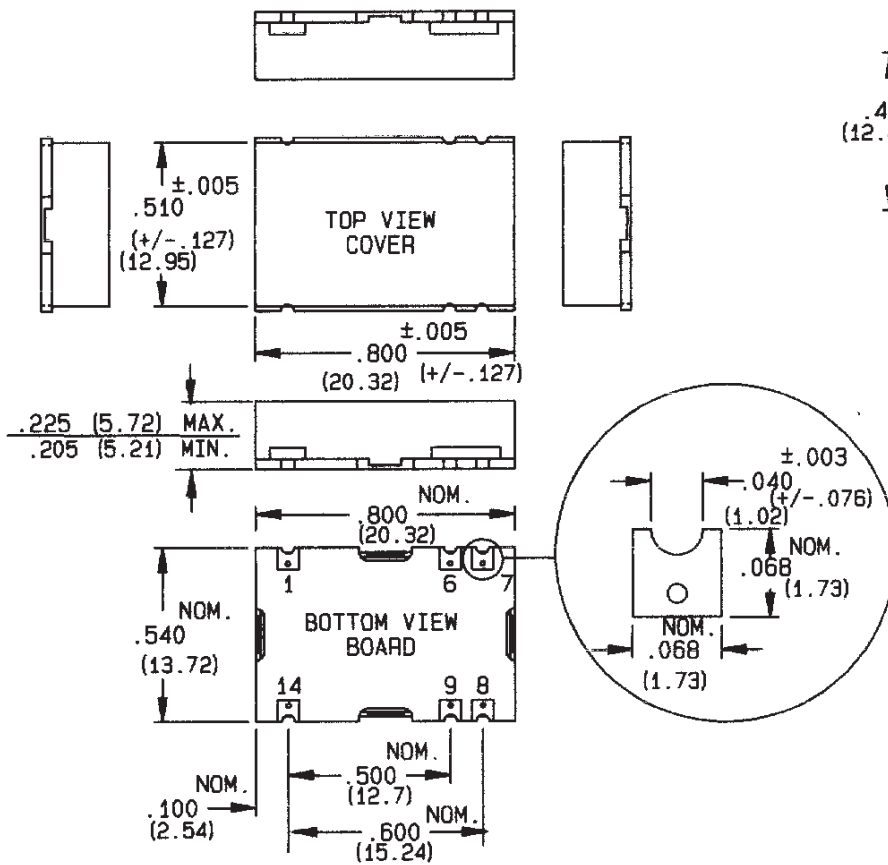 .4
(12.
±.005
.510
(+/-.127)
(12.95)
TOP VIEW
COVER
±.005
.800
(20.32) (+/-.127)
.225 (5.72) MAX.
.205 (5.21) MIN.
NOM.
.800
(20.32)
±.003
.040
(+/-.076)
(1.02)
NOM.
.068
(1.73)
NOM.
.068
(1.73)
1 6 7
NOM.
.540
(13.72)
BOTTOM VIEW
BOARD
14 9 8
NOM.
.500
(12.7)
NOM.
.100
(2.54)
NOM.
.600
(15.24)